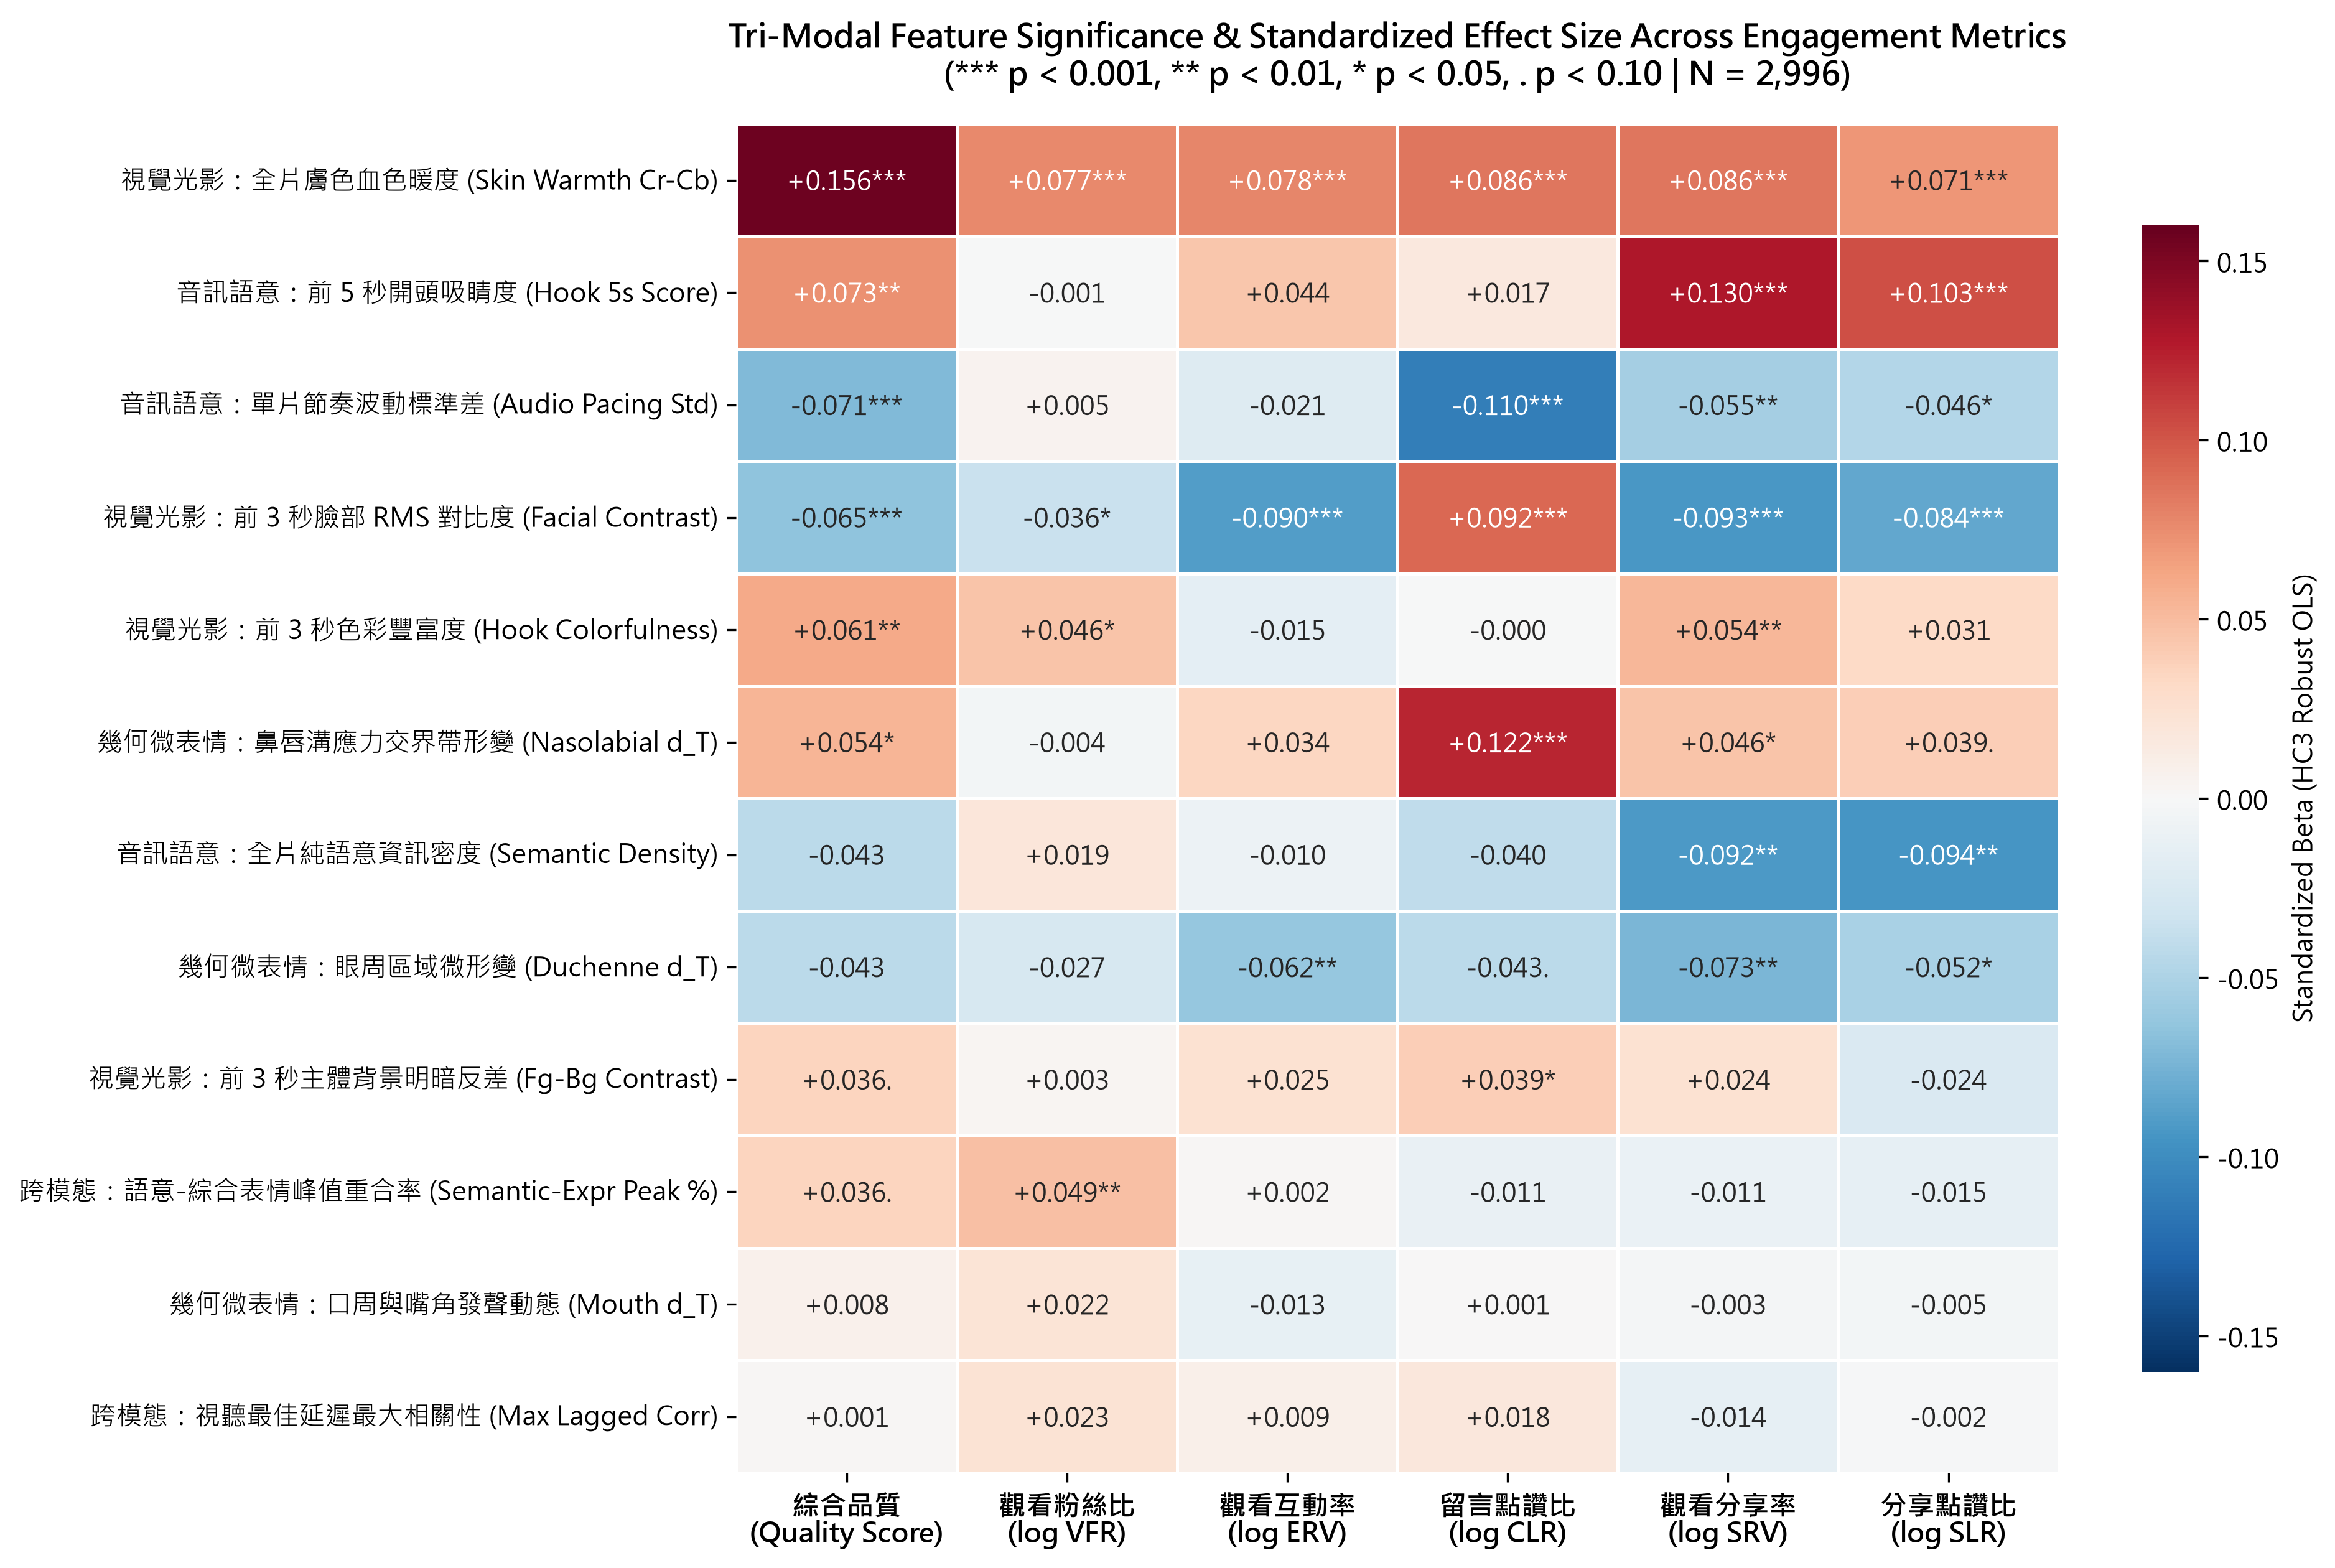 Tri-Modal Feature Significance & Standardized Effect Size Across Engagement Metrics
(*** p < 0.001, ** p < 0.01, * p < 0.05, . p < 0.10 | N = 2,996)
視覺光影：全片膚色血色暖度 (Skin Warmth Cr-Cb) +0.156*** +0.077*** +0.078*** +0.086*** +0.086*** +0.071***
音訊語意：前 5 秒開頭吸睛度 (Hook 5s Score) +0.073** -0.001 +0.044 +0.017 +0.130*** +0.103***
音訊語意：單片節奏波動標準差 (Audio Pacing Std) -0.071*** +0.005 -0.021 -0.110*** -0.055** -0.046*
視覺光影：前 3 秒臉部 RMS 對比度 (Facial Contrast) -0.065*** -0.036* -0.090*** +0.092*** -0.093*** -0.084***
視覺光影：前 3 秒色彩豐富度 (Hook Colorfulness) +0.061** +0.046* -0.015 -0.000 +0.054** +0.031
幾何微表情：鼻唇溝應力交界帶形變 (Nasolabial d_T) +0.054* -0.004 +0.034 +0.122*** +0.046* +0.039.
音訊語意：全片純語意資訊密度 (Semantic Density) -0.043 +0.019 -0.010 -0.040 -0.092** -0.094**
幾何微表情：眼周區域微形變 (Duchenne d_T) -0.043 -0.027 -0.062** -0.043. -0.073** -0.052*
視覺光影：前 3 秒主體背景明暗反差 (Fg-Bg Contrast) +0.036. +0.003 +0.025 +0.039* +0.024 -0.024
跨模態：語意-綜合表情峰值重合率 (Semantic-Expr Peak %) +0.036. +0.049** +0.002 -0.011 -0.011 -0.015
幾何微表情：口周與嘴角發聲動態 (Mouth d_T) +0.008 +0.022 -0.013 +0.001 -0.003 -0.005
跨模態：視聽最佳延遲最大相關性 (Max Lagged Corr) +0.001 +0.023 +0.009 +0.018 -0.014 -0.002
綜合品質 觀看粉絲比 觀看互動率 留言點讚比 觀看分享率 分享點讚比
(Quality Score) (log VFR) (log ERV) (log CLR) (log SRV) (log SLR)
0.15
0.10
0.05
0.00
-0.05
-0.10
-0.15
Standardized Beta (HC3 Robust OLS)